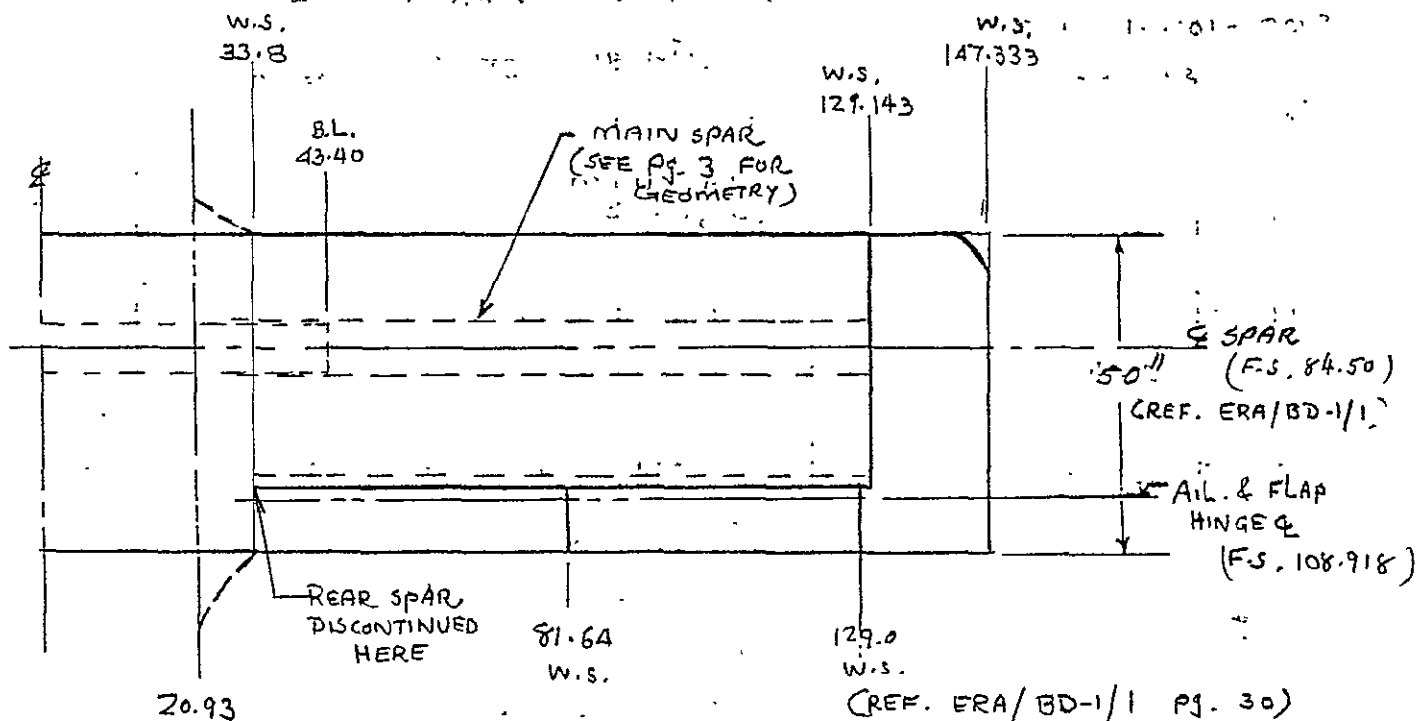 W.S.
33.8
W.S.
147.333
W.S.
129.143
B.L.
43.40
MAIN SPAR
(SEE Pg. 3 FOR
GEOMETRY)
℄
℄ SPAR
(F.S. 84.50)
50"
(REF. ERA/BD-1/1
AIL. & FLAP
HINGE ℄
(F.S. 108.918)
REAR SPAR
DISCONTINUED
HERE
81.64
W.S.
129.0
W.S.
20.93
(REF. ERA/BD-1/1 Pg. 30)